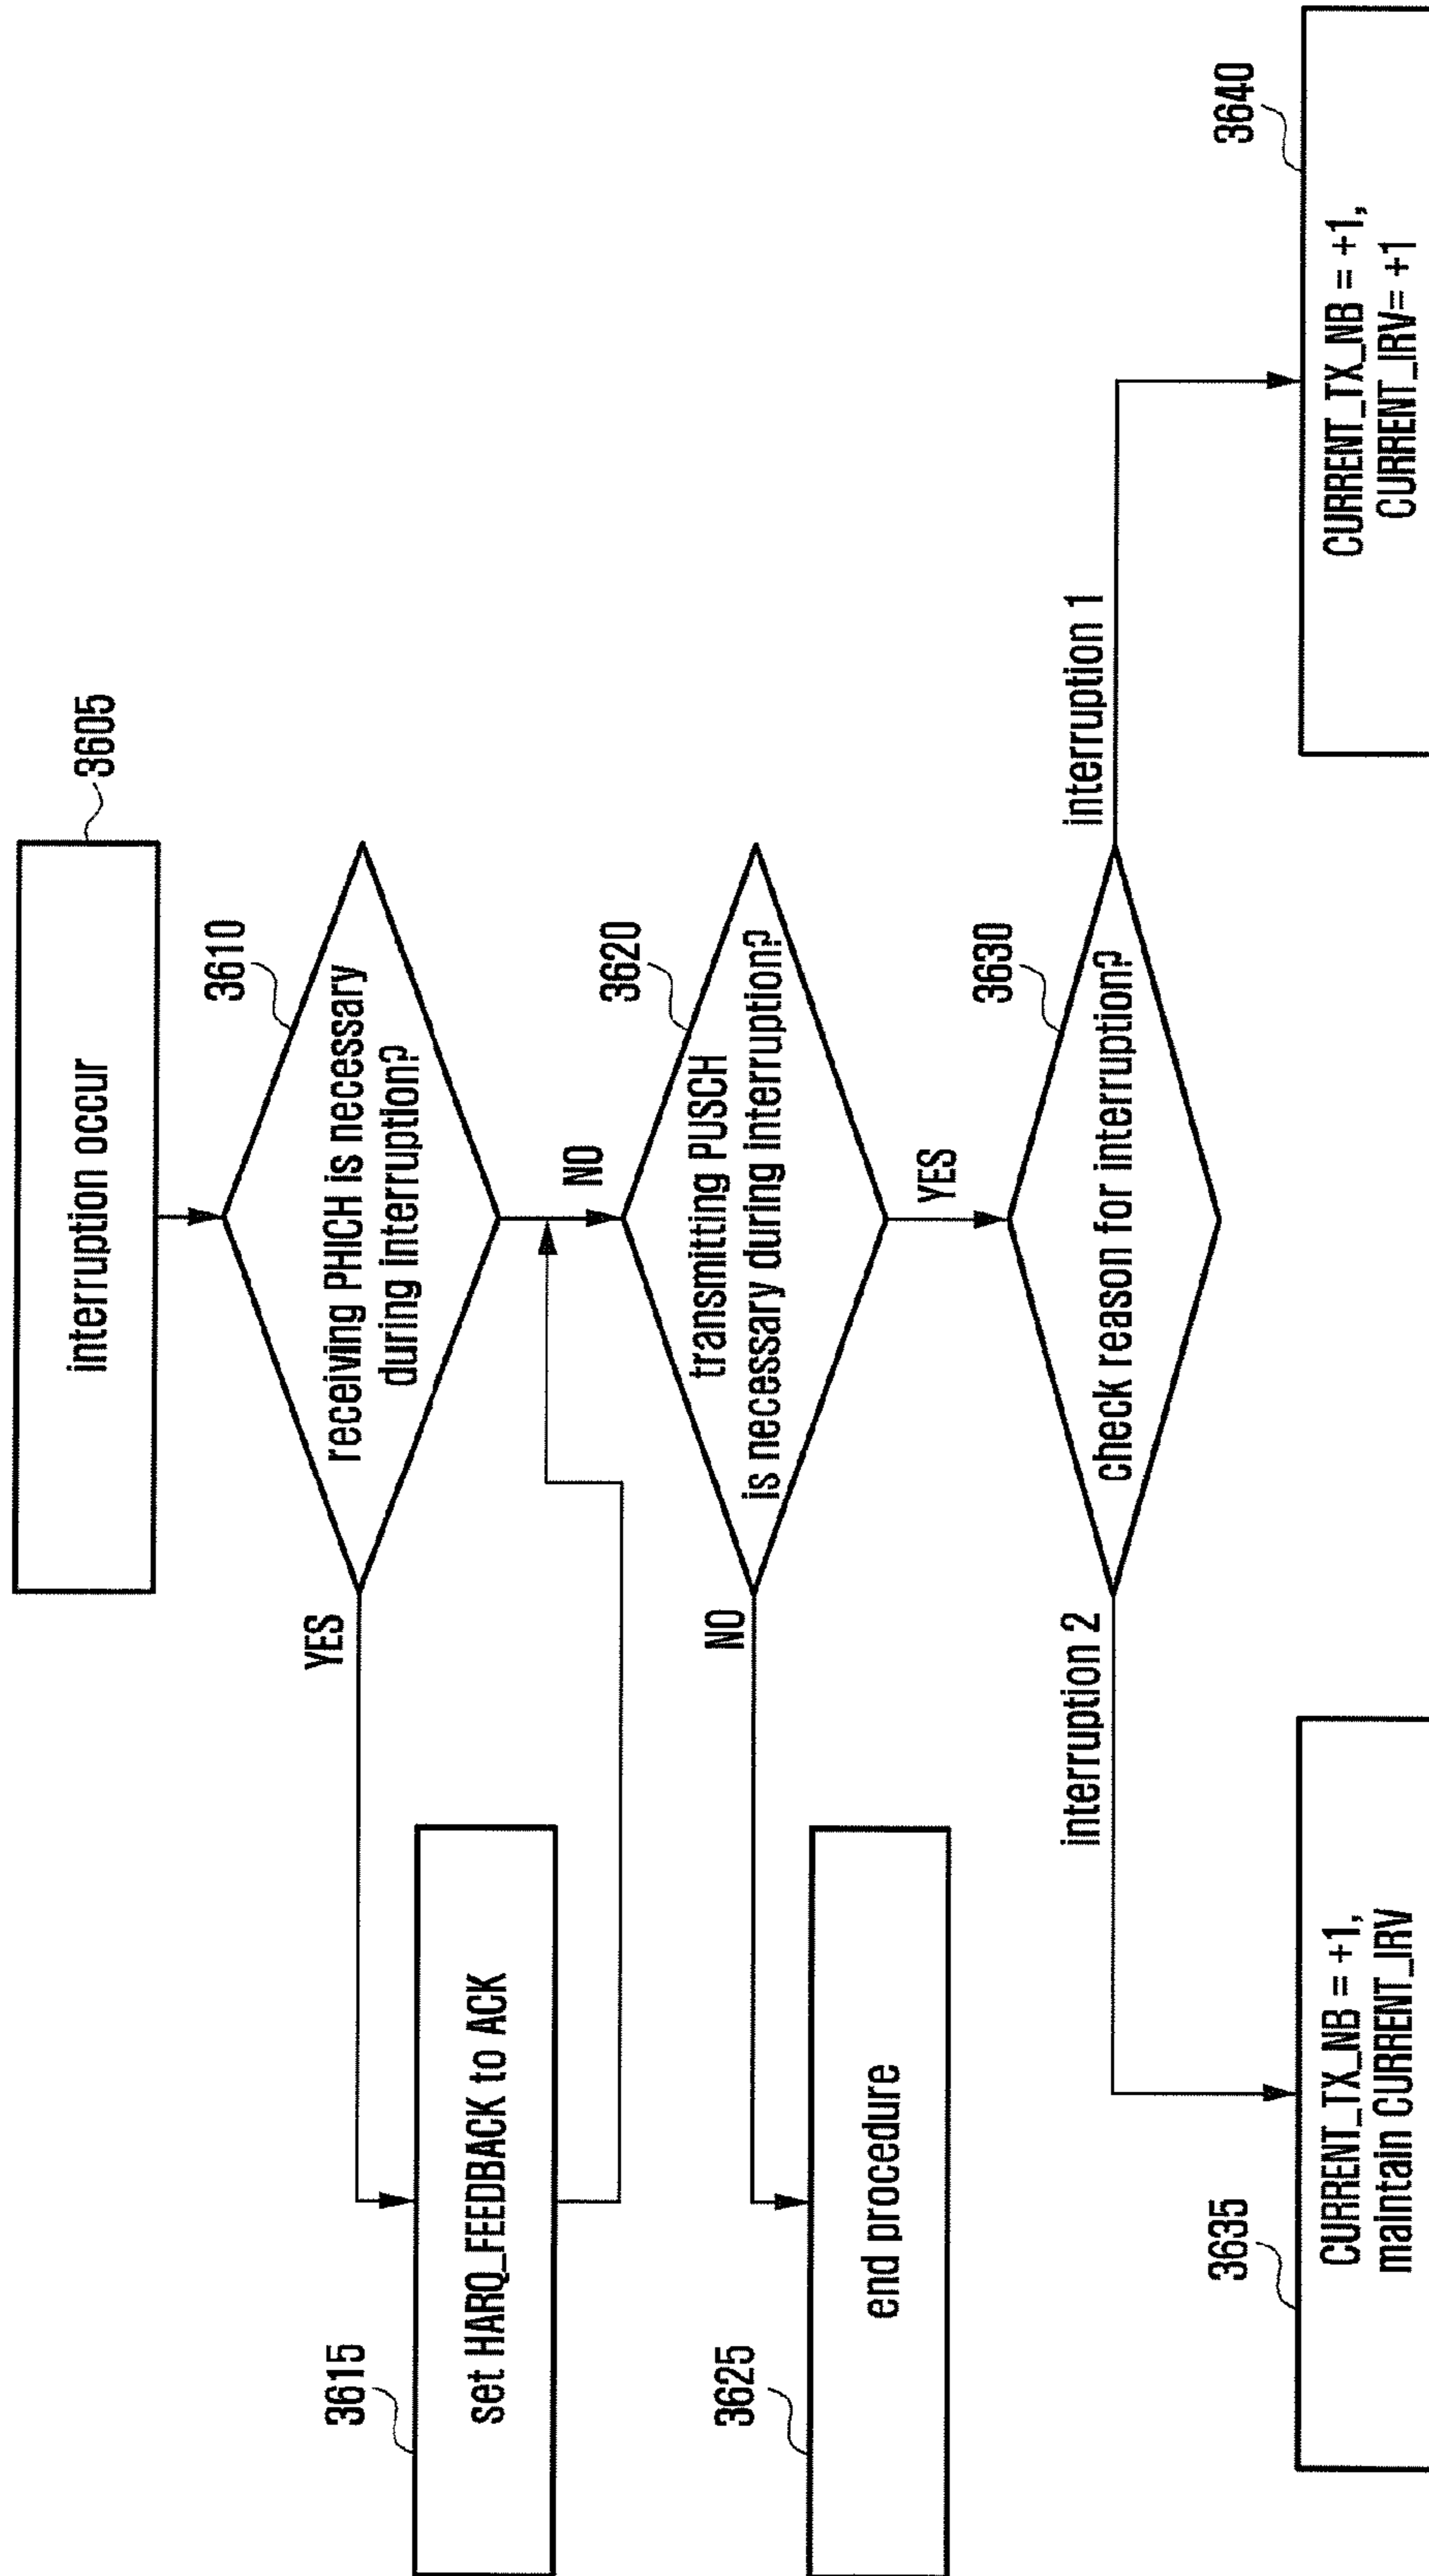 interruption occur
3605
receiving PHICH is necessary
during interruption?
3610
YES
NO
3615
set HARQ_FEEDBACK to ACK
transmitting PUSCH
is necessary during interruption?
3620
NO
YES
3625
end procedure
check reason for interruption?
3630
interruption 2
interruption 1
3635
CURRENT_TX_NB = +1,
maintain CURRENT_IRV
3640
CURRENT_TX_NB = +1,
CURRENT_IRV= +1